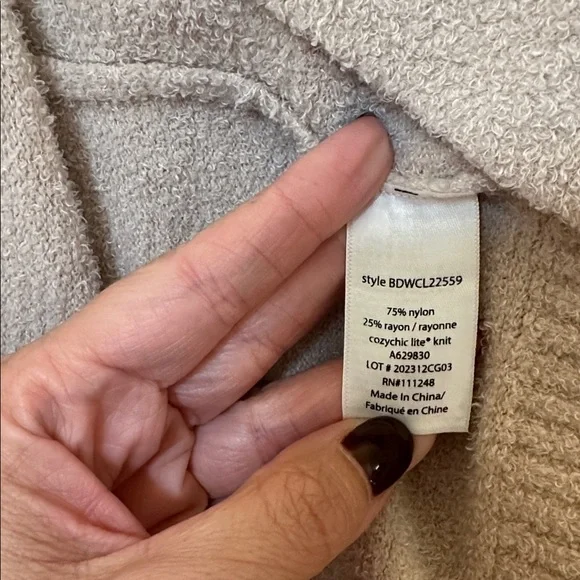 style BDWCL22559
75% nylon
25% rayon / rayonne
cozychic lite® knit
A629830
LOT # 202312CG03
RN#111248
Made In China/
Fabriqué en Chine